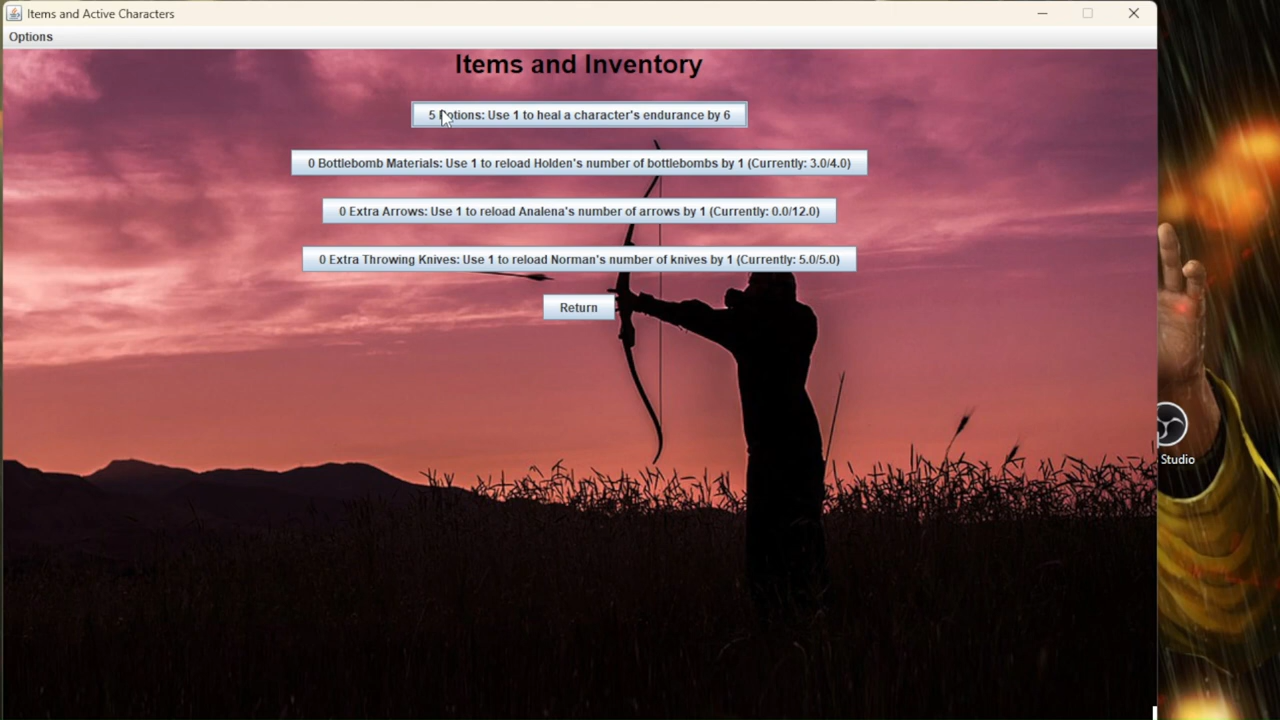 Items and Active Characters
Options
Items and Inventory
5 Potions: Use 1 to heal a character's endurance by 6
0 Bottlebomb Materials: Use 1 to reload Holden's number of bottlebombs by 1 (Currently: 3.0/4.0)
0 Extra Arrows: Use 1 to reload Analena's number of arrows by 1 (Currently: 0.0/12.0)
0 Extra Throwing Knives: Use 1 to reload Norman's number of knives by 1 (Currently: 5.0/5.0)
Return
Studio